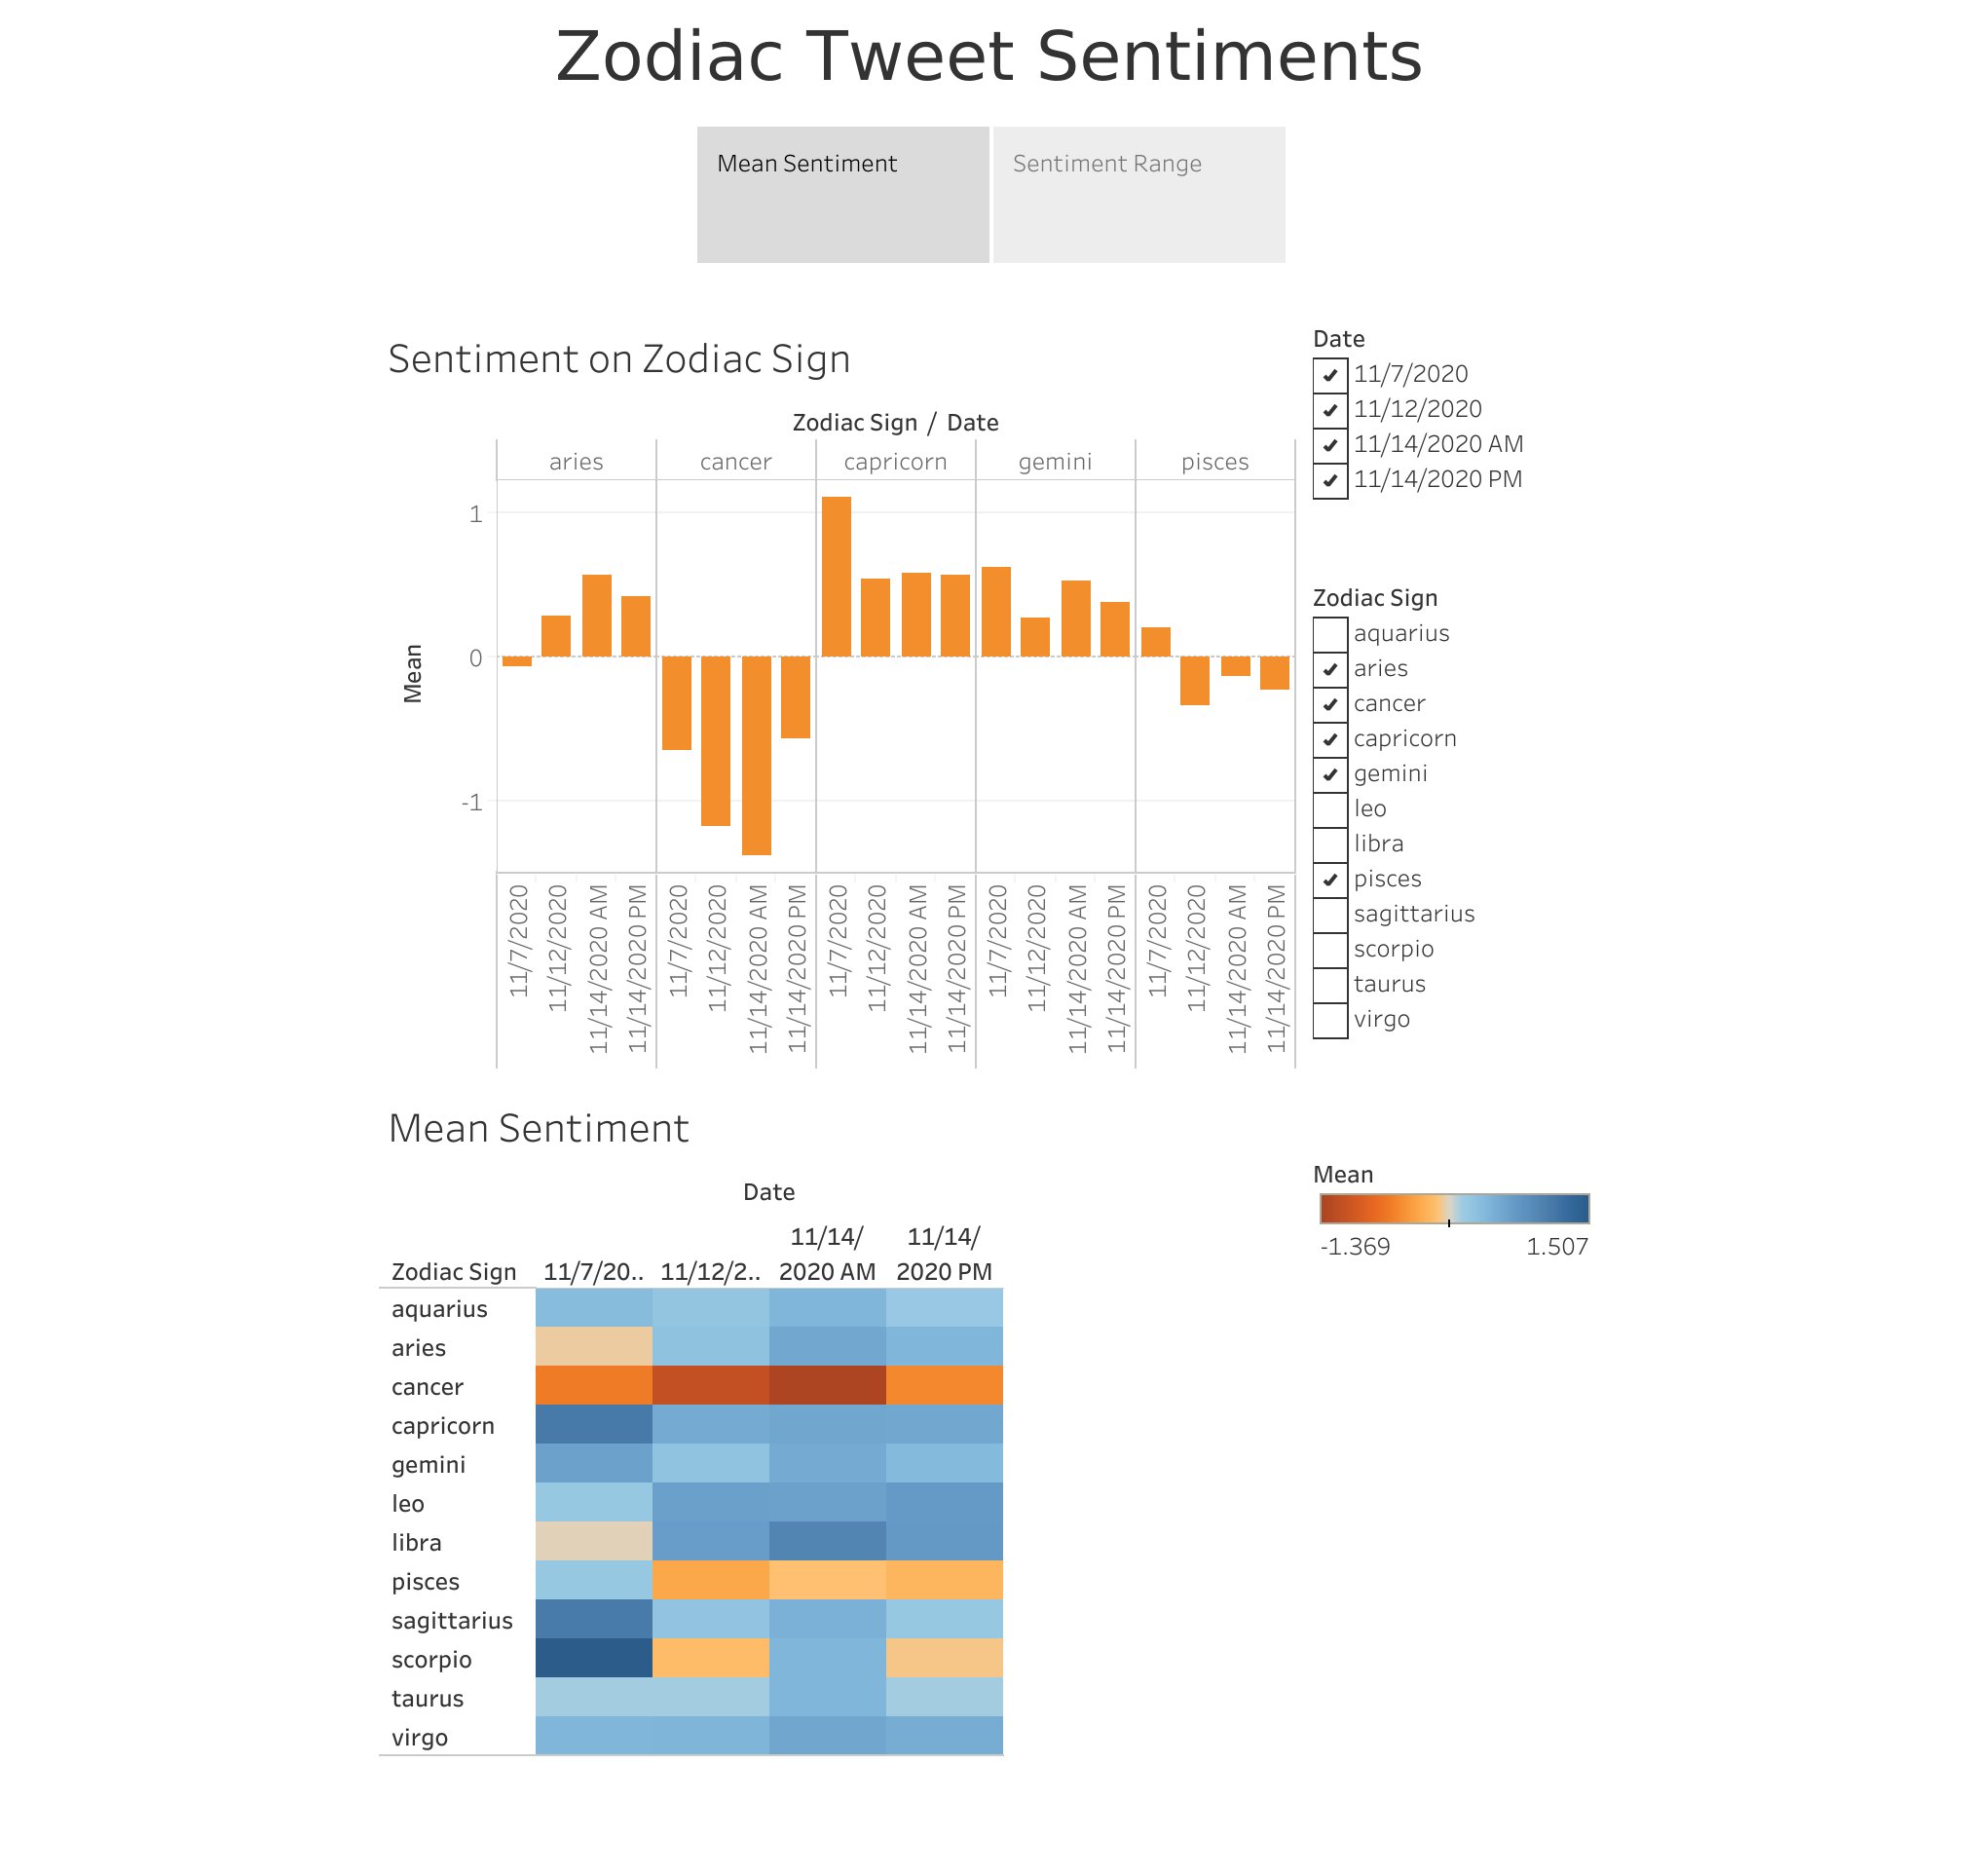 Zodiac Tweet Sentiments
Mean Sentiment
Sentiment Range
Sentiment on Zodiac Sign
Zodiac Sign / Date
aries cancer capricorn gemini pisces
Mean
1
0
-1
11/7/2020
11/12/2020
11/14/2020 AM
11/14/2020 PM
11/7/2020
11/12/2020
11/14/2020 AM
11/14/2020 PM
11/7/2020
11/12/2020
11/14/2020 AM
11/14/2020 PM
11/7/2020
11/12/2020
11/14/2020 AM
11/14/2020 PM
11/7/2020
11/12/2020
11/14/2020 AM
11/14/2020 PM
Date
11/7/2020
11/12/2020
11/14/2020 AM
11/14/2020 PM
Zodiac Sign
aquarius
aries
cancer
capricorn
gemini
leo
libra
pisces
sagittarius
scorpio
taurus
virgo
Mean Sentiment
Date
11/14/ 11/14/
Zodiac Sign 11/7/20.. 11/12/2.. 2020 AM 2020 PM
aquarius
aries
cancer
capricorn
gemini
leo
libra
pisces
sagittarius
scorpio
taurus
virgo
Mean
-1.369 1.507